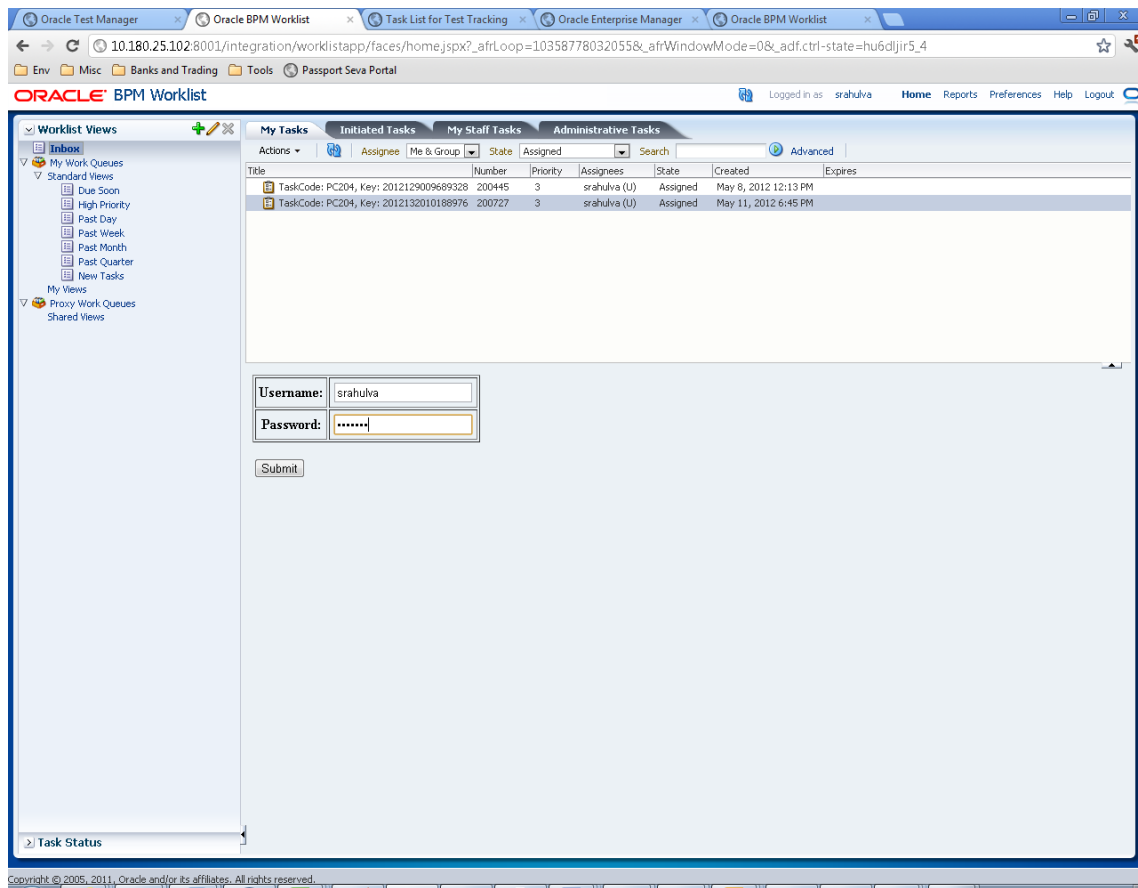 Oracle Test Manager × Oracle BPM Worklist × Task List for Test Tracking × Oracle Enterprise Manager × Oracle BPM Worklist ×
10.180.25.102:8001/integration/worklistapp/faces/home.jspx?_afrLoop=103587780320558&_afrWindowMode=0&_adf.ctrl-state=hu6dljir5_4
Env Misc Banks and Trading Tools Passport Seva Portal
ORACLE BPM Worklist Logged in as srahulva Home Reports Preferences Help Logout
Worklist Views
Inbox
My Work Queues
Standard Views
Due Soon
High Priority
Past Day
Past Week
Past Month
Past Quarter
New Tasks
My Views
Proxy Work Queues
Shared Views
Task Status
My Tasks Initiated Tasks My Staff Tasks Administrative Tasks
Actions Assignee Me & Group State Assigned Search Advanced
Title Number Priority Assignees State Created Expires
TaskCode: PC204, Key: 2012129009689328 200445 3 srahulva (U) Assigned May 8, 2012 12:13 PM
TaskCode: PC204, Key: 2012132010188976 200727 3 srahulva (U) Assigned May 11, 2012 6:45 PM
Username: srahulva
Password: •••••••
Submit
Copyright © 2005, 2011, Oracle and/or its affiliates. All rights reserved.